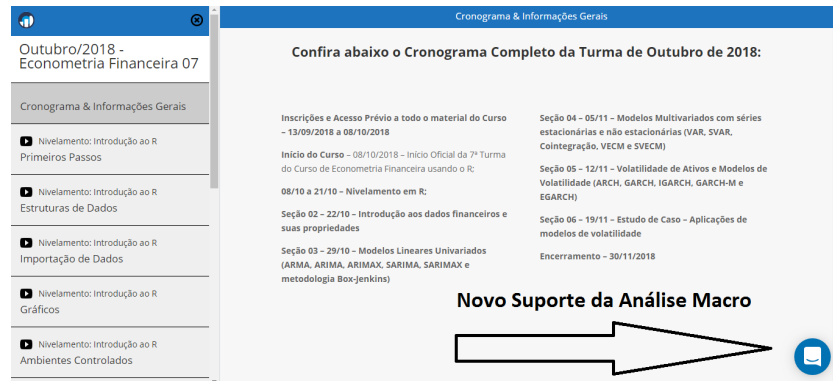 Cronograma & Informações Gerais
Outubro/2018 -
Econometria Financeira 07
Cronograma & Informações Gerais
Nivelamento: Introdução ao R
Primeiros Passos
Nivelamento: Introdução ao R
Estruturas de Dados
Nivelamento: Introdução ao R
Importação de Dados
Nivelamento: Introdução ao R
Gráficos
Nivelamento: Introdução ao R
Ambientes Controlados
Confira abaixo o Cronograma Completo da Turma de Outubro de 2018:
Inscrições e Acesso Prévio a todo o material do Curso
– 13/09/2018 a 08/10/2018
Início do Curso – 08/10/2018 – Início Oficial da 7ª Turma
do Curso de Econometria Financeira usando o R;
08/10 a 21/10 – Nivelamento em R;
Seção 02 – 22/10 – Introdução aos dados financeiros e
suas propriedades
Seção 03 – 29/10 – Modelos Lineares Univariados
(ARMA, ARIMA, ARIMAX, SARIMA, SARIMAX e
metodologia Box-Jenkins)
Seção 04 – 05/11 – Modelos Multivariados com séries
estacionárias e não estacionárias (VAR, SVAR,
Cointegração, VECM e SVECM)
Seção 05 – 12/11 – Volatilidade de Ativos e Modelos de
Volatilidade (ARCH, GARCH, IGARCH, GARCH-M e
EGARCH)
Seção 06 – 19/11 – Estudo de Caso – Aplicações de
modelos de volatilidade
Encerramento – 30/11/2018
Novo Suporte da Análise Macro